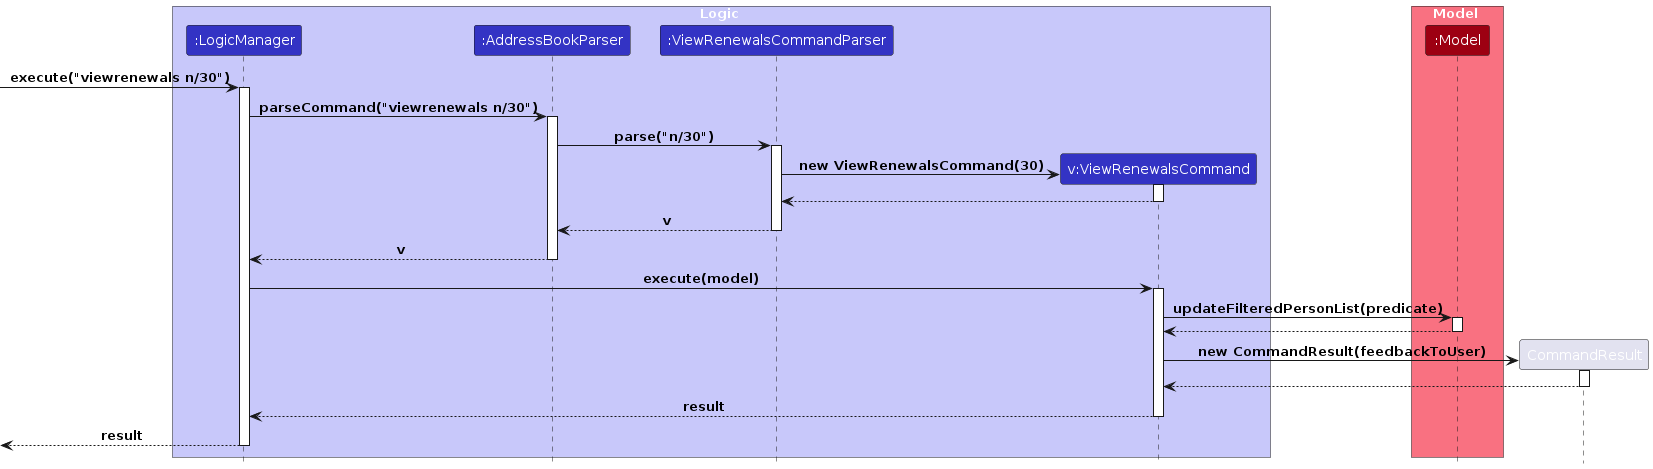 Logic
Model
:LogicManager
:AddressBookParser
:ViewRenewalsCommandParser
:Model
execute("viewrenewals n/30")
parseCommand("viewrenewals n/30")
parse("n/30")
new ViewRenewalsCommand(30)
v:ViewRenewalsCommand
v
v
execute(model)
updateFilteredPersonList(predicate)
new CommandResult(feedbackToUser)
CommandResult
result
result